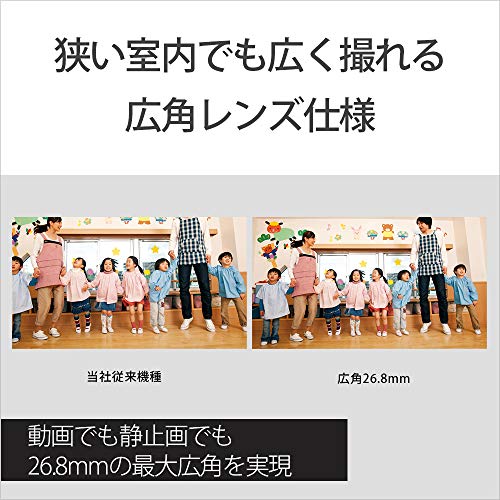 狭い室内でも広く撮れる
広角レンズ仕様
当社従来機種
広角26.8mm
動画でも静止画でも
26.8mmの最大広角を実現